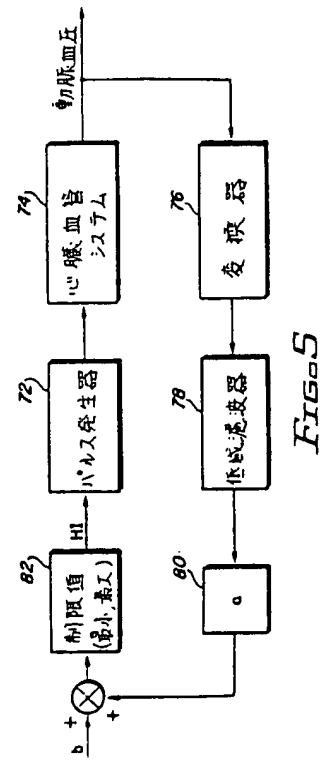 b
+
+
82
制限値
(最小,最大)
HI
72
パルス発生器
74
心臓血管
システム
動脈血圧
76
変換器
78
低域濾波器
80
a
FIG.5